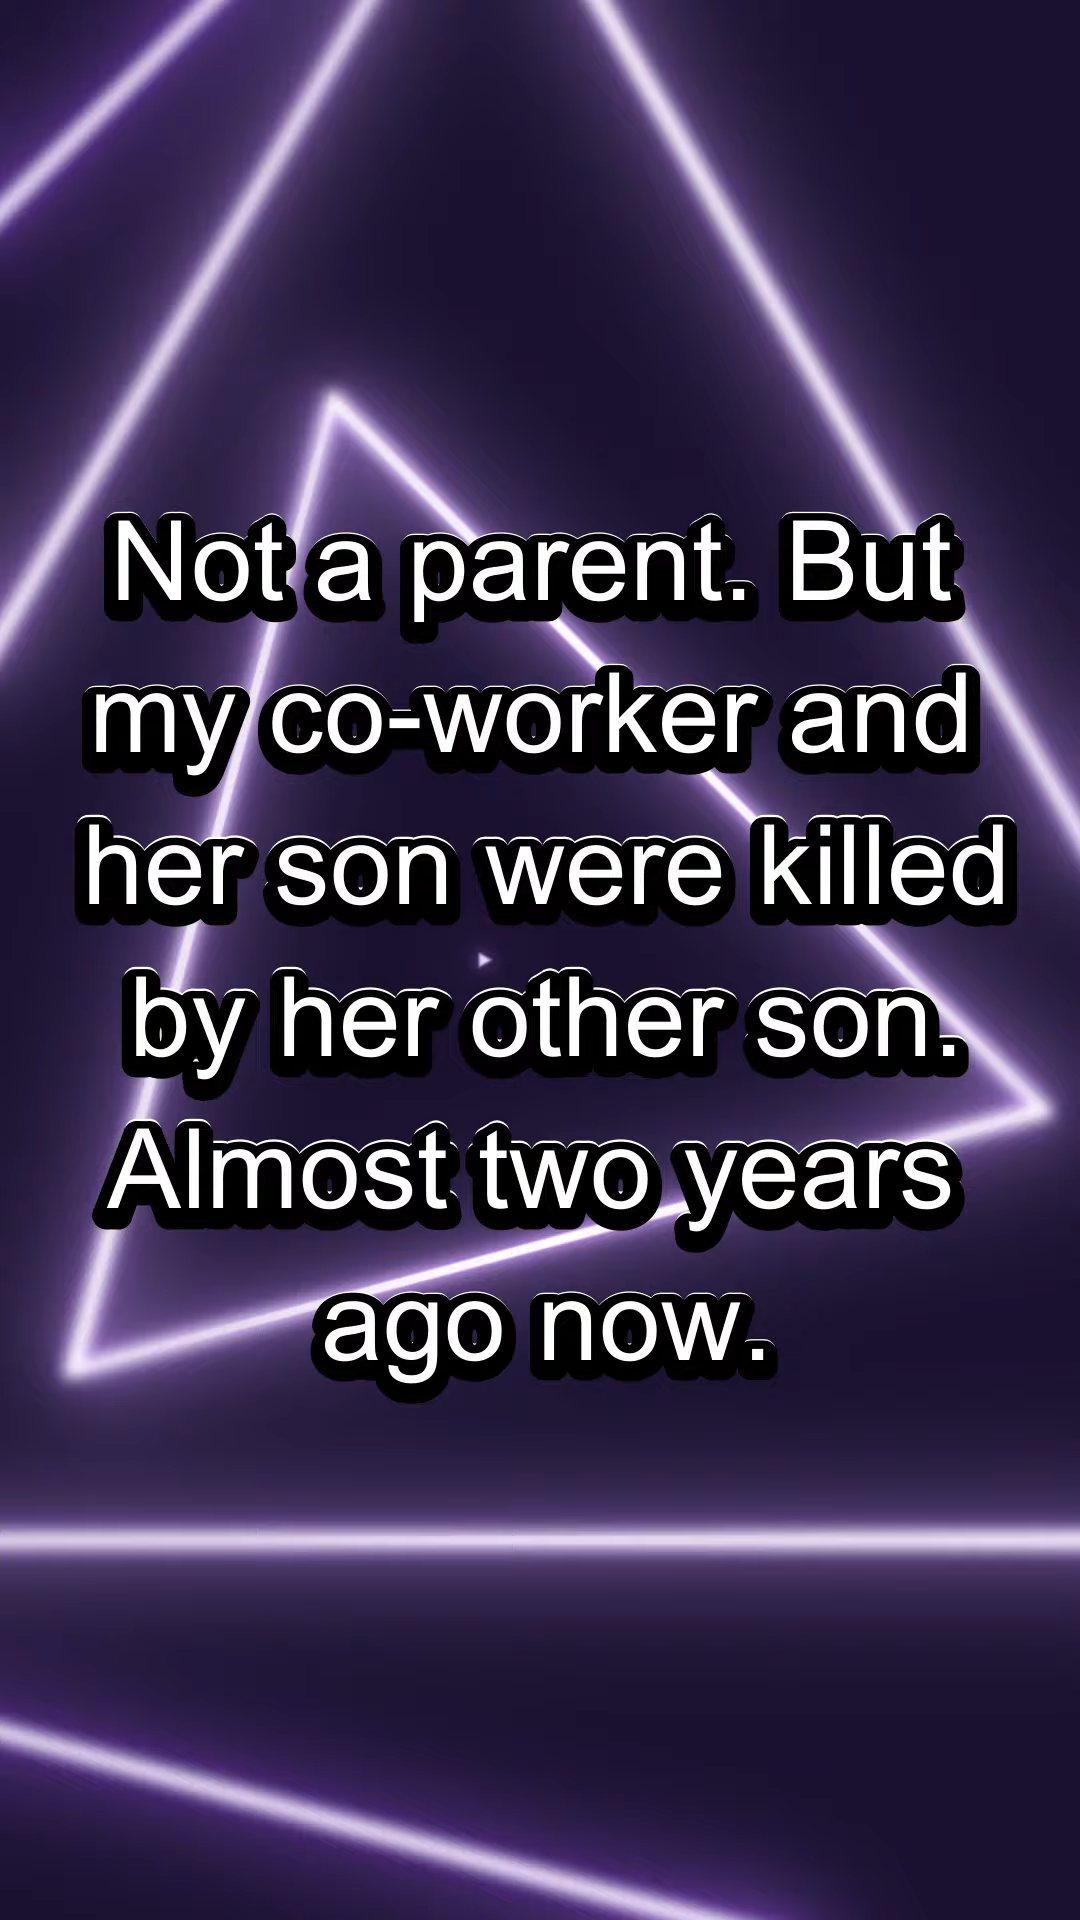 Not a parent. But
my co-worker and
her son were killed
by her other son.
Almost two years
ago now.